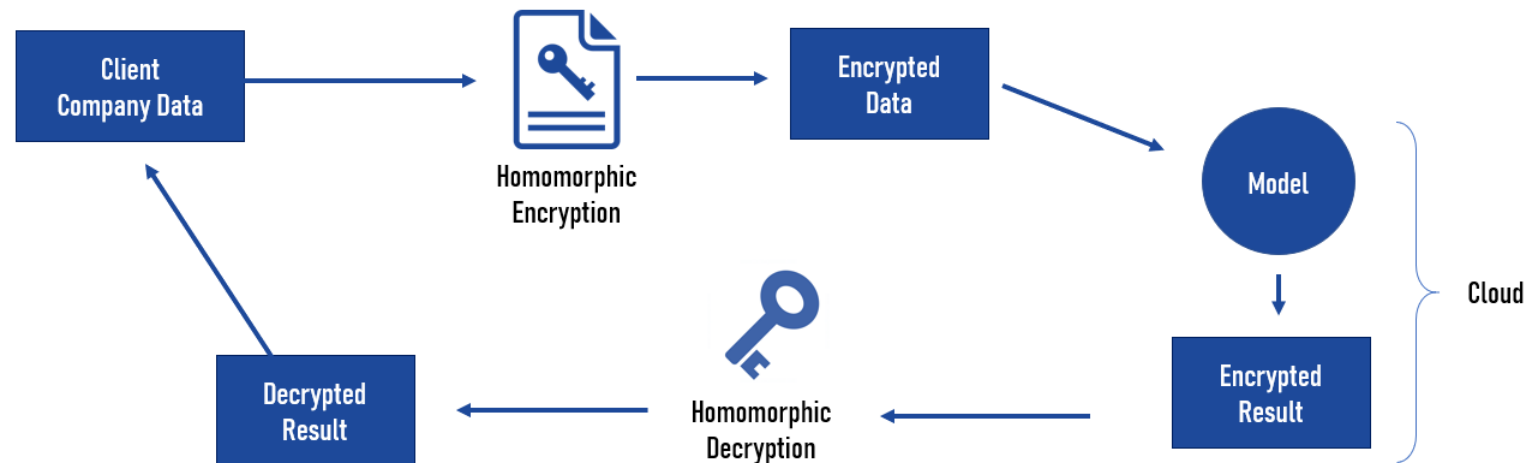 Client
Company Data
Homomorphic
Encryption
Encrypted
Data
Model
Cloud
Encrypted
Result
Homomorphic
Decryption
Decrypted
Result